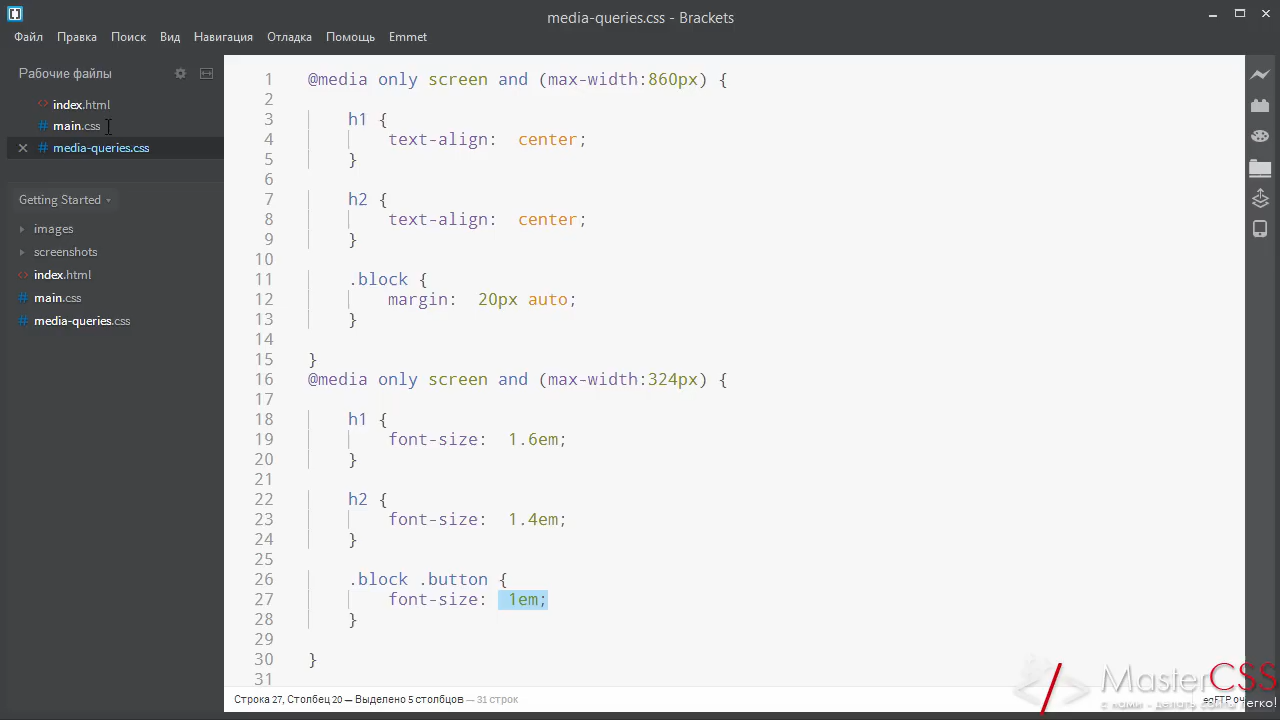 media-queries.css - Brackets
Файл Правка Поиск Вид Навигация Отладка Помощь Emmet
Рабочие файлы
index.html
main.css
media-queries.css
Getting Started
images
screenshots
index.html
main.css
media-queries.css
1 @media only screen and (max-width:860px) {
2
3 h1 {
4 text-align: center;
5 }
6
7 h2 {
8 text-align: center;
9 }
10
11 .block {
12 margin: 20px auto;
13 }
14
15 }
16 @media only screen and (max-width:324px) {
17
18 h1 {
19 font-size: 1.6em;
20 }
21
22 h2 {
23 font-size: 1.4em;
24 }
25
26 .block .button {
27 font-size: 1em;
28 }
29
30 }
31
Строка 27, Столбец 20 — Выделено 5 столбцов — 31 строк
MasterCSS
с нами - делать сайты легко!